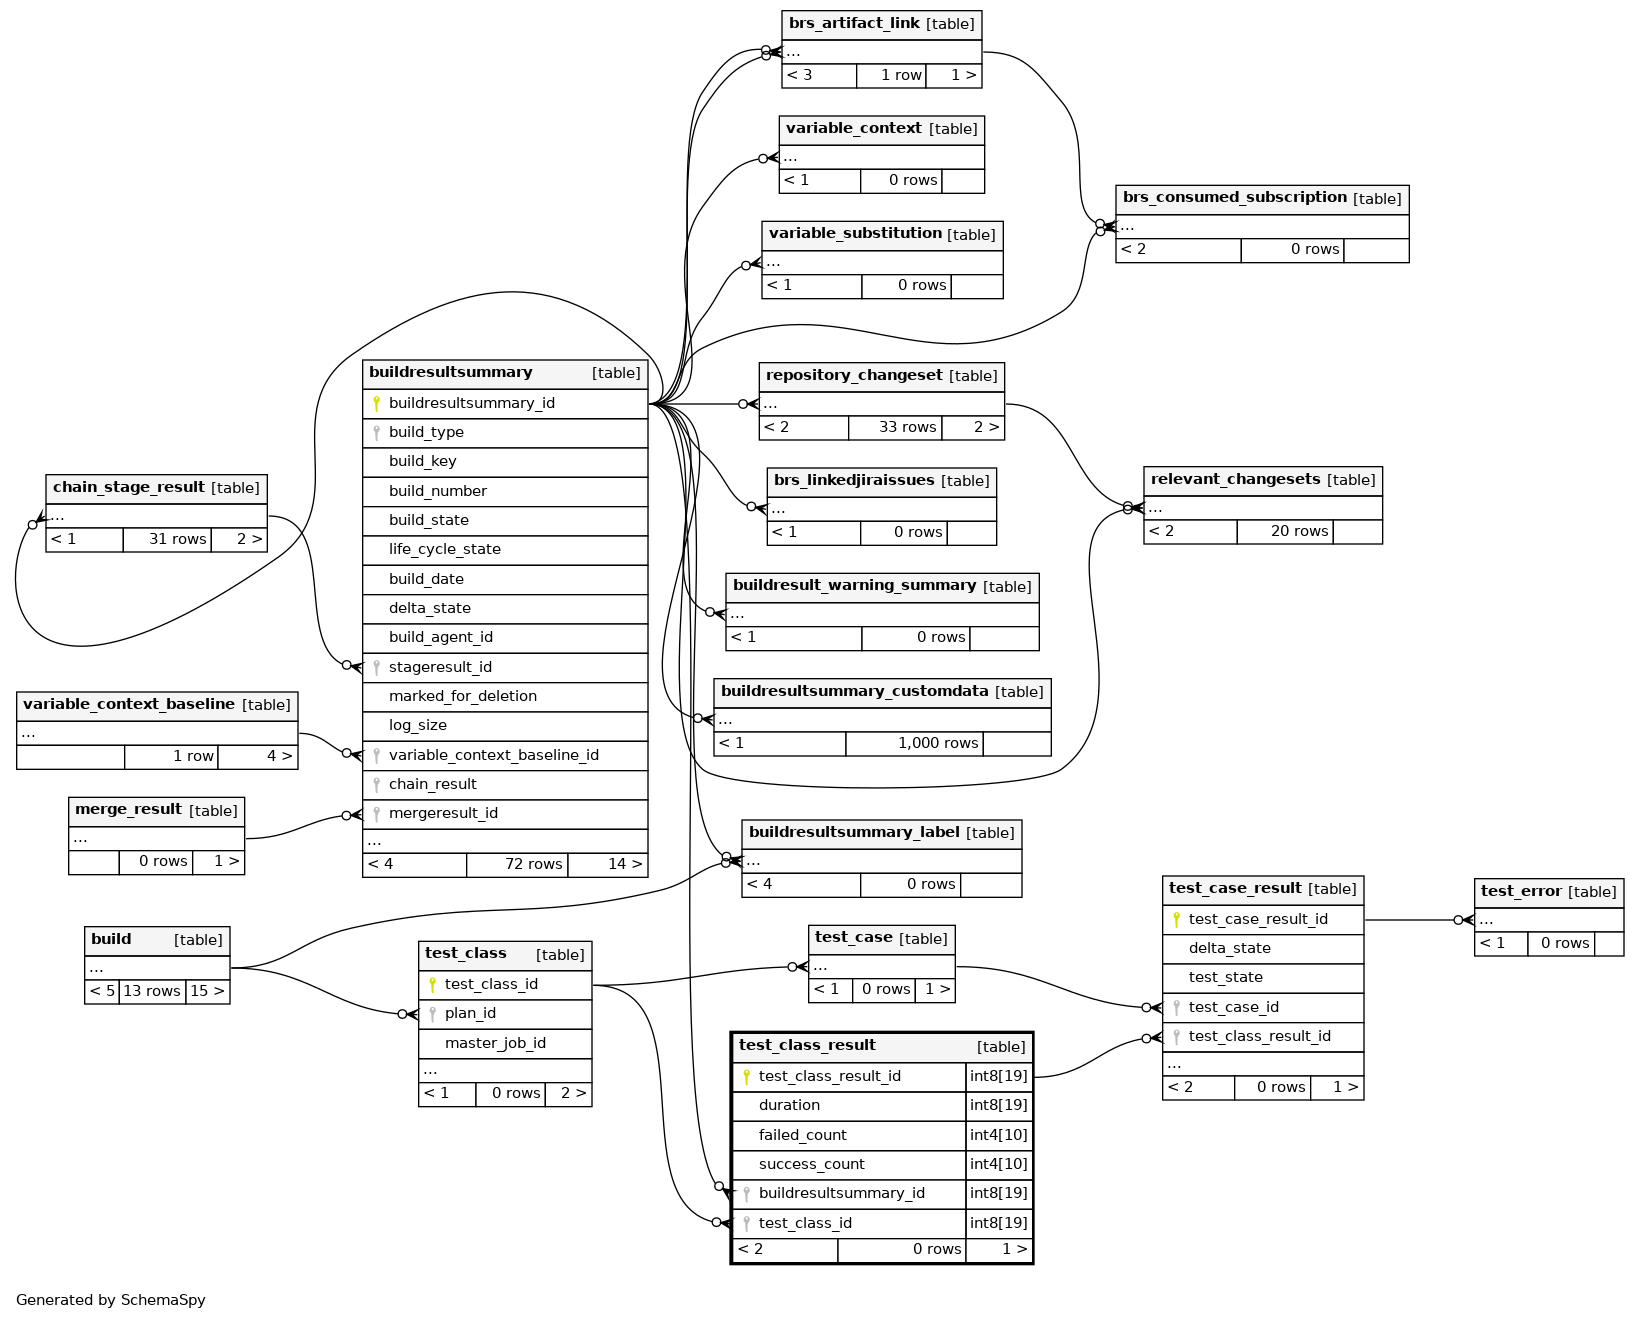 brs_artifact_link [table]
...
< 3 1 row 1 >
variable_context [table]
...
< 1 0 rows
brs_consumed_subscription [table]
...
< 2 0 rows
variable_substitution [table]
...
< 1 0 rows
buildresultsummary [table]
buildresultsummary_id
build_type
build_key
build_number
build_state
life_cycle_state
build_date
delta_state
build_agent_id
stageresult_id
marked_for_deletion
log_size
variable_context_baseline_id
chain_result
mergeresult_id
...
< 4 72 rows 14 >
repository_changeset [table]
...
< 2 33 rows 2 >
chain_stage_result [table]
...
< 1 31 rows 2 >
brs_linkedjiraissues [table]
...
< 1 0 rows
relevant_changesets [table]
...
< 2 20 rows
buildresult_warning_summary [table]
...
< 1 0 rows
buildresultsummary_customdata [table]
...
< 1 1,000 rows
variable_context_baseline [table]
...
1 row 4 >
merge_result [table]
...
0 rows 1 >
buildresultsummary_label [table]
...
< 4 0 rows
build [table]
...
< 5 13 rows 15 >
test_class [table]
test_class_id
plan_id
master_job_id
...
< 1 0 rows 2 >
test_case [table]
...
< 1 0 rows 1 >
test_case_result [table]
test_case_result_id
delta_state
test_state
test_case_id
test_class_result_id
...
< 2 0 rows 1 >
test_error [table]
...
< 1 0 rows
test_class_result [table]
test_class_result_id int8[19]
duration int8[19]
failed_count int4[10]
success_count int4[10]
buildresultsummary_id int8[19]
test_class_id int8[19]
< 2 0 rows 1 >
Generated by SchemaSpy